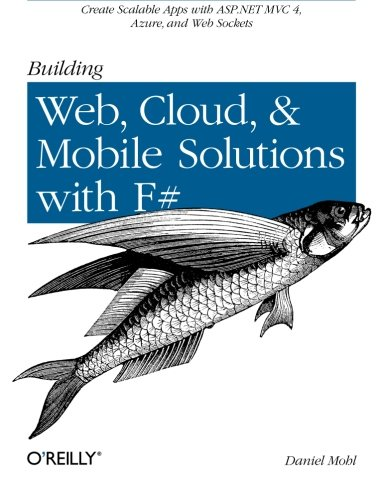 Create Scalable Apps with ASP.NET MVC 4,
Azure, and Web Sockets
Building
Web, Cloud, &
Mobile Solutions
with F#
O'REILLY®
Daniel Mohl